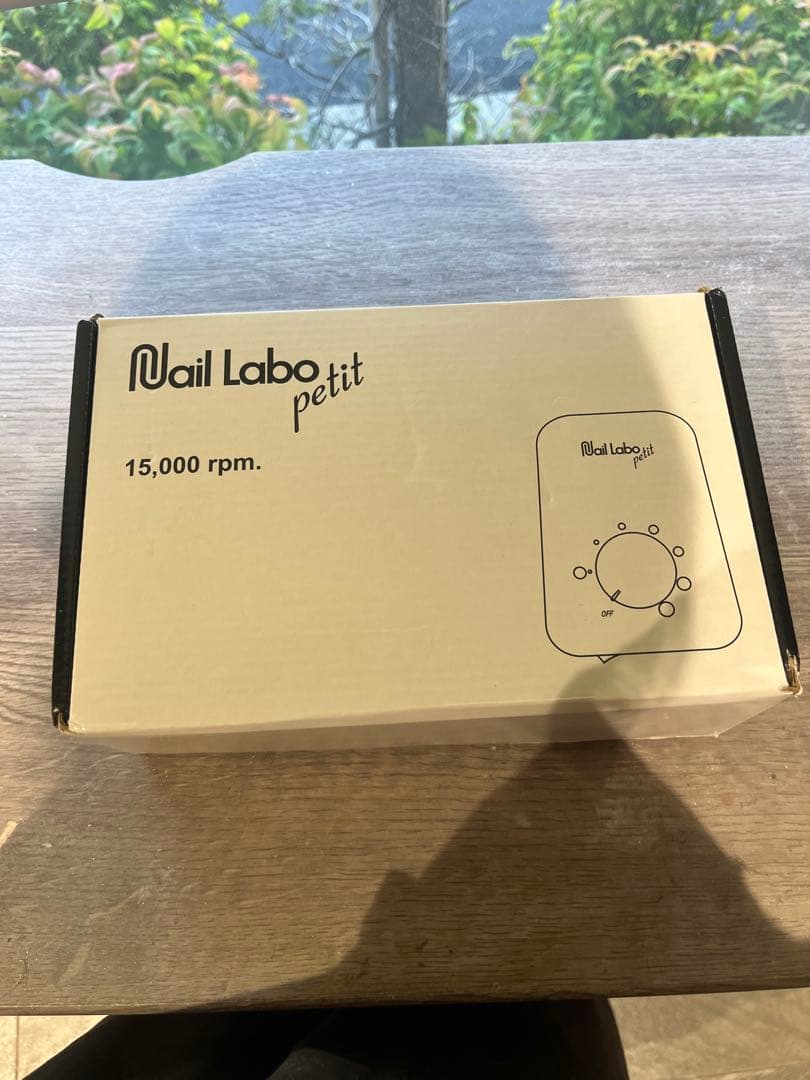 Nail Labo
petit
15,000 rpm.
Nail Labo
petit
OFF